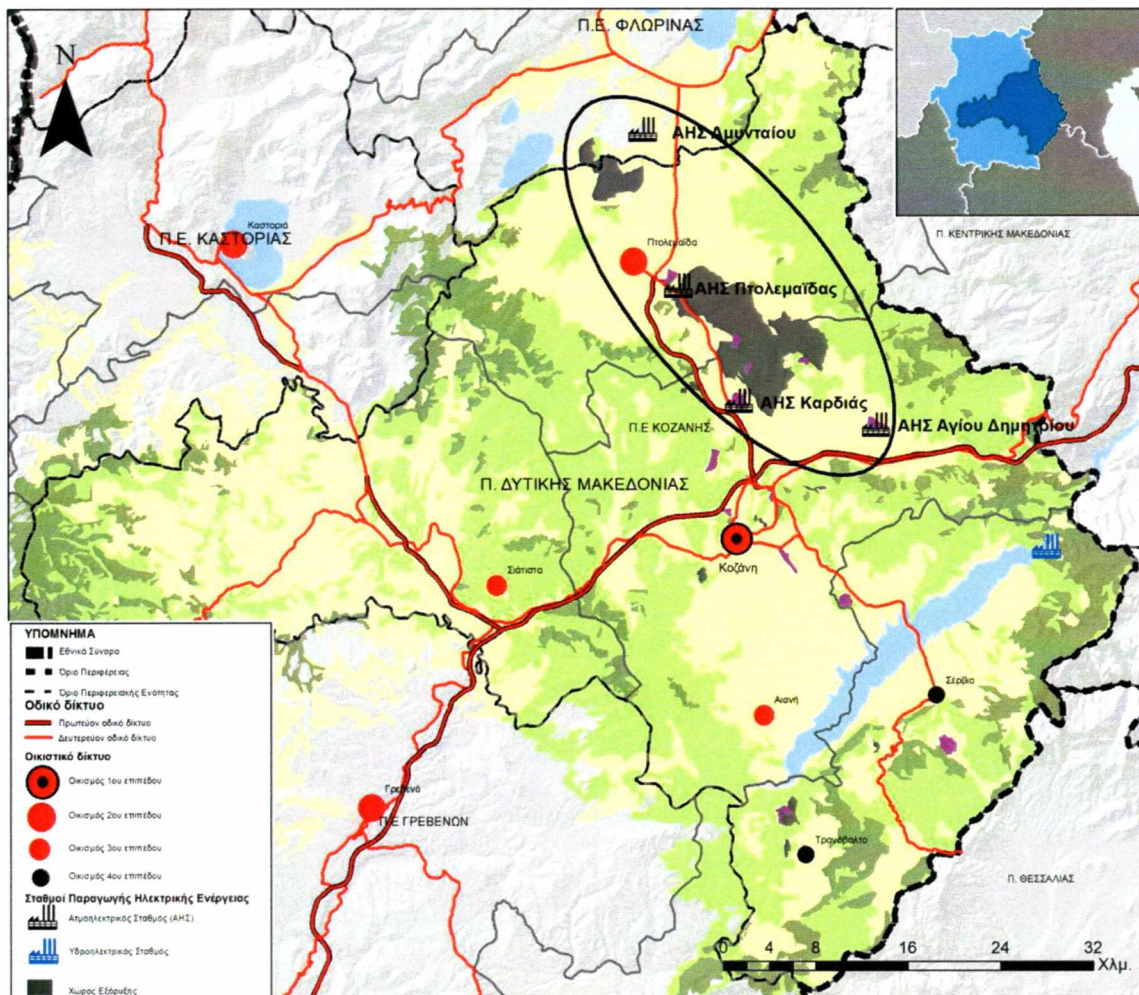 Π.Ε. ΦΛΩΡΙΝΑΣ
N
ΑΗΣ Αμυνταίου
Καστοριά
Π.Ε. ΚΑΣΤΟΡΙΑΣ
Π. ΚΕΝΤΡΙΚΗΣ ΜΑΚΕΔΟΝΙΑΣ
Πτολεμαΐδα
ΑΗΣ Πτολεμαΐδας
ΑΗΣ Καρδιάς
ΑΗΣ Αγίου Δημητρίου
Π.Ε ΚΟΖΑΝΗΣ
Π. ΔΥΤΙΚΗΣ ΜΑΚΕΔΟΝΙΑΣ
Κοζάνη
Σιάτιστα
Σέρβια
Αιανή
Γρεβενά
Π.Ε ΓΡΕΒΕΝΩΝ
Τρανόβαλτο
Π. ΘΕΣΣΑΛΙΑΣ
ΥΠΟΜΝΗΜΑ
Εθνικά Σύνορα
Όριο Περιφέρειας
Όριο Περιφερειακής Ενότητας
Οδικό δίκτυο
Πρωτεύον οδικό δίκτυο
Δευτερεύον οδικό δίκτυο
Οικιστικό δίκτυο
Οικισμός 1ου επιπέδου
Οικισμός 2ου επιπέδου
Οικισμός 3ου επιπέδου
Οικισμός 4ου επιπέδου
Σταθμοί Παραγωγής Ηλεκτρικής Ενέργειας
Ατμοηλεκτρικός Σταθμός (ΑΗΣ)
Υδροηλεκτρικός Σταθμός
Χώρος Εξόρυξης
0 4 8 16 24 32
Χλμ.